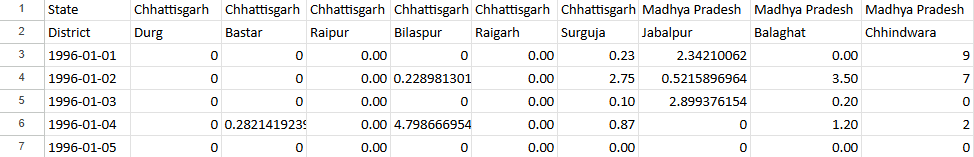 1 State Chhattisgarh Chhattisgarh Chhattisgarh Chhattisgarh Chhattisgarh Chhattisgarh Madhya Pradesh Madhya Pradesh Madhya Pradesh
2 District Durg Bastar Raipur Bilaspur Raigarh Surguja Jabalpur Balaghat Chhindwara
3 1996-01-01 0 0 0.00 0 0.00 0.23 2.34210062 0.00 9
4 1996-01-02 0 0 0.00 0.228981301 0.00 2.75 0.5215896964 3.50 7
5 1996-01-03 0 0 0.00 0 0.00 0.10 2.899376154 0.20 0
6 1996-01-04 0 0.2821419239 0.00 4.798666954 0.00 0.87 0 1.20 2
7 1996-01-05 0 0 0.00 0 0.00 0.00 0 0.00 0